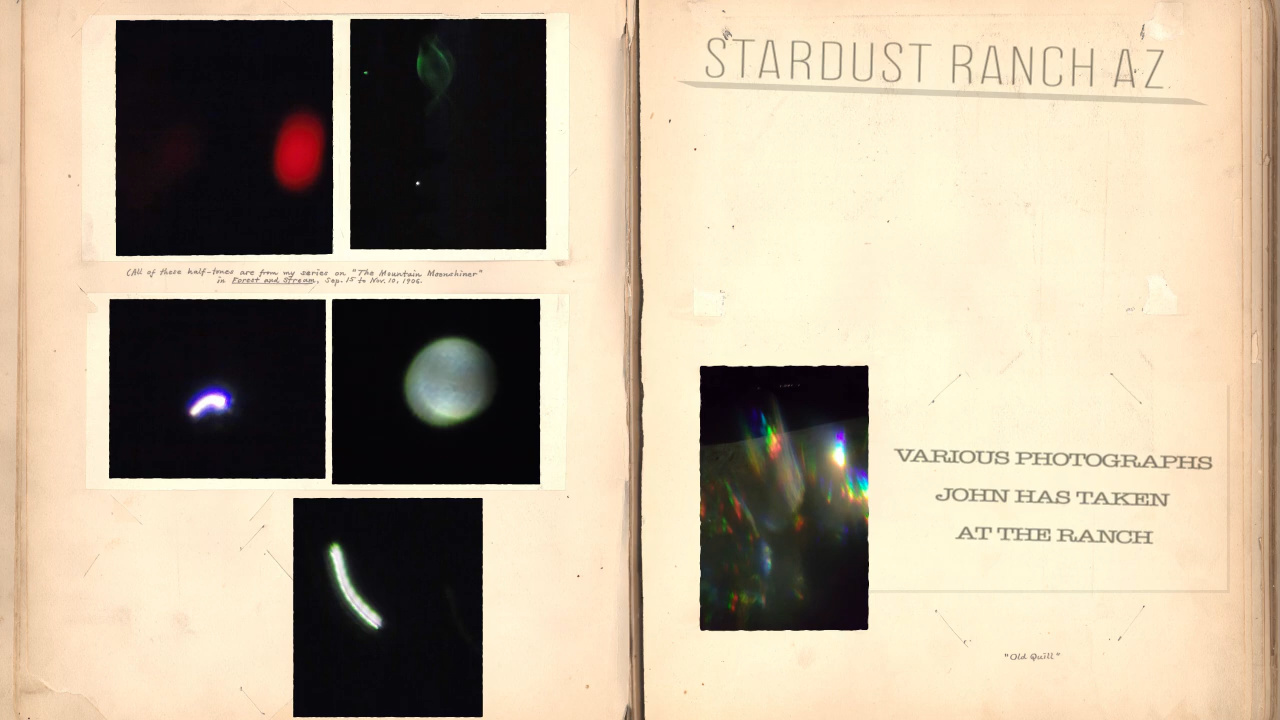 (All of these half-tones are from my series on "The Mountain Moonshiner"
in Forest and Stream, Sep. 15 to Nov. 10, 1906.
STARDUST RANCH AZ
VARIOUS PHOTOGRAPHS
JOHN HAS TAKEN
AT THE RANCH
"Old Quill"